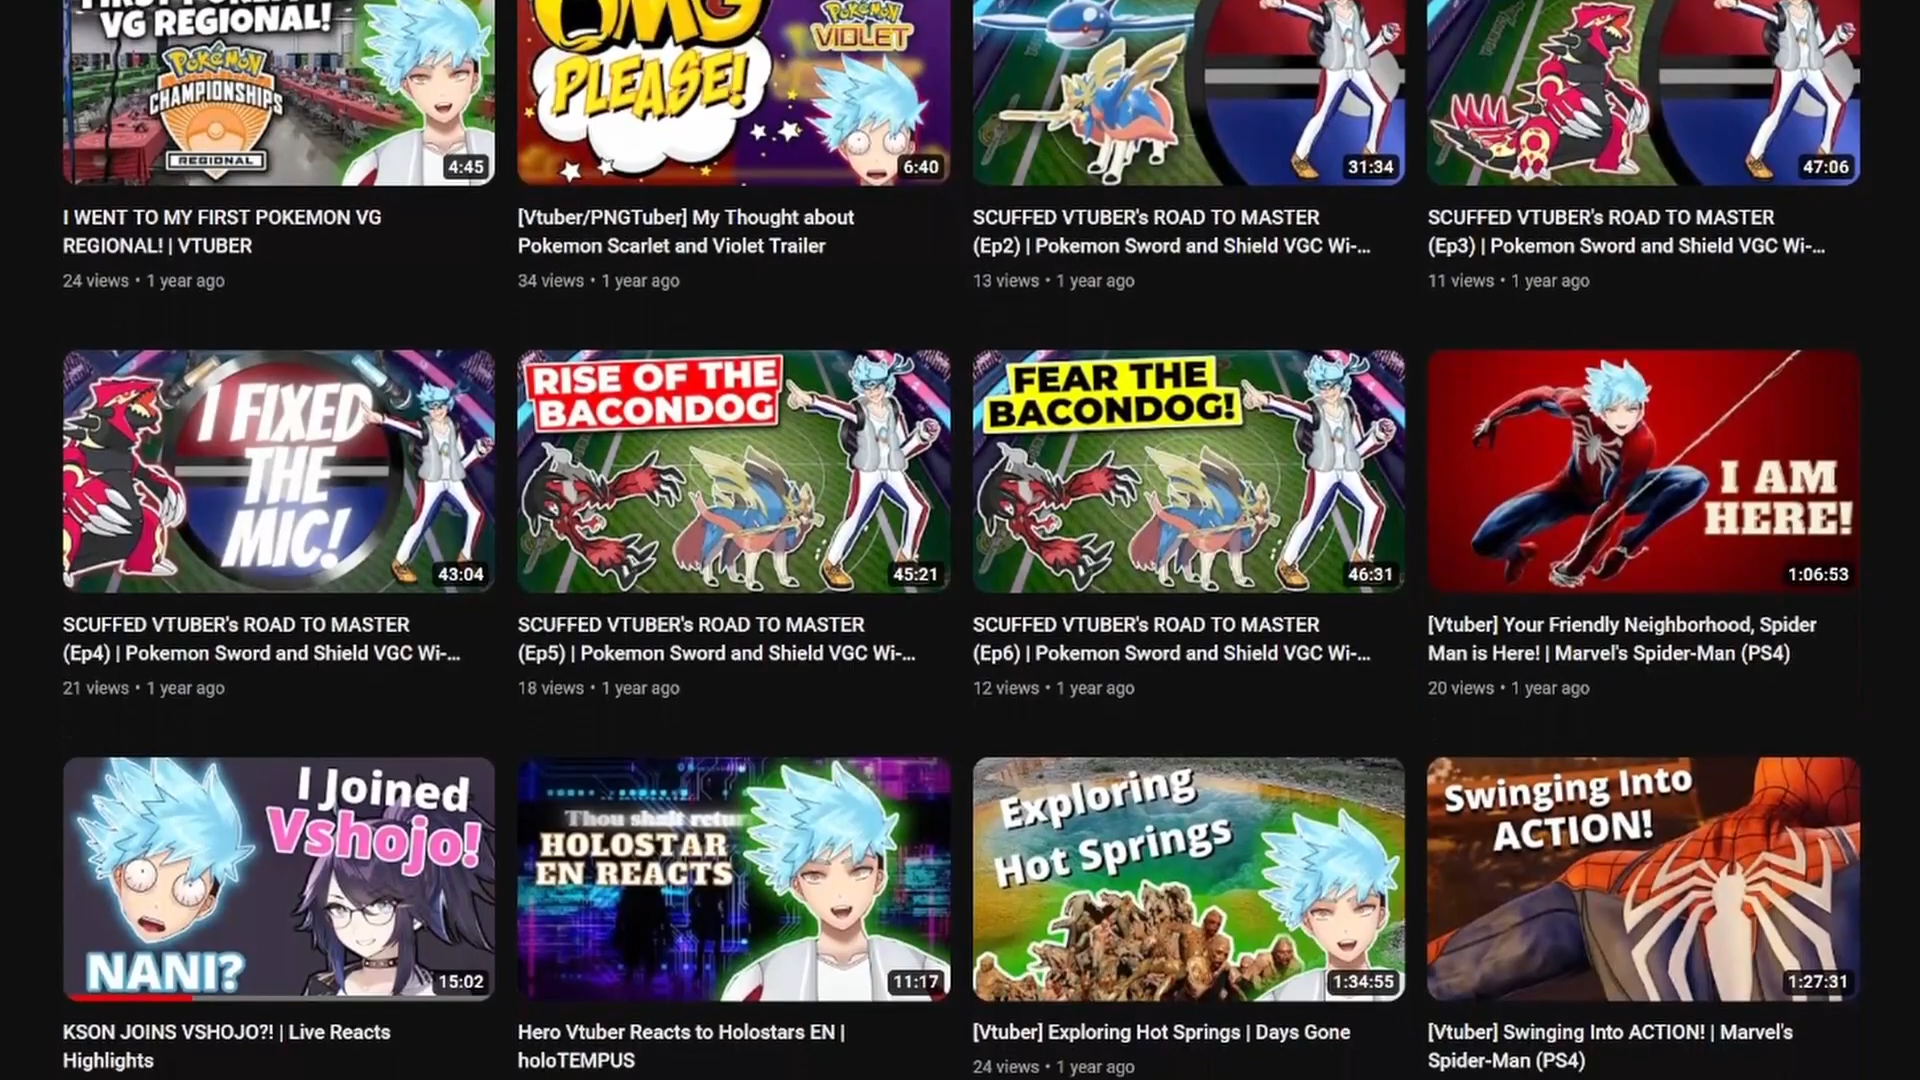 VG REGIONAL!
Pokémon
CHAMPIONSHIPS
REGIONAL
4:45
I WENT TO MY FIRST POKEMON VG
REGIONAL! | VTUBER
24 views • 1 year ago
OMG
PLEASE!
POKÉMON
VIOLET
6:40
[Vtuber/PNGTuber] My Thought about
Pokemon Scarlet and Violet Trailer
34 views • 1 year ago
31:34
SCUFFED VTUBER's ROAD TO MASTER
(Ep2) | Pokemon Sword and Shield VGC Wi-...
13 views • 1 year ago
47:06
SCUFFED VTUBER's ROAD TO MASTER
(Ep3) | Pokemon Sword and Shield VGC Wi-...
11 views • 1 year ago
I FIXED
THE
MIC!
43:04
SCUFFED VTUBER's ROAD TO MASTER
(Ep4) | Pokemon Sword and Shield VGC Wi-...
21 views • 1 year ago
RISE OF THE
BACONDOG
45:21
SCUFFED VTUBER's ROAD TO MASTER
(Ep5) | Pokemon Sword and Shield VGC Wi-...
18 views • 1 year ago
FEAR THE
BACONDOG!
46:31
SCUFFED VTUBER's ROAD TO MASTER
(Ep6) | Pokemon Sword and Shield VGC Wi-...
12 views • 1 year ago
I AM
HERE!
1:06:53
[Vtuber] Your Friendly Neighborhood, Spider
Man is Here! | Marvel's Spider-Man (PS4)
20 views • 1 year ago
I Joined
Vshojo!
NANI?
15:02
KSON JOINS VSHOJO?! | Live Reacts
Highlights
Thou shalt retur
HOLOSTAR
EN REACTS
11:17
Hero Vtuber Reacts to Holostars EN |
holoTEMPUS
Exploring
Hot Springs
1:34:55
[Vtuber] Exploring Hot Springs | Days Gone
24 views • 1 year ago
Swinging Into
ACTION!
1:27:31
[Vtuber] Swinging Into ACTION! | Marvel's
Spider-Man (PS4)